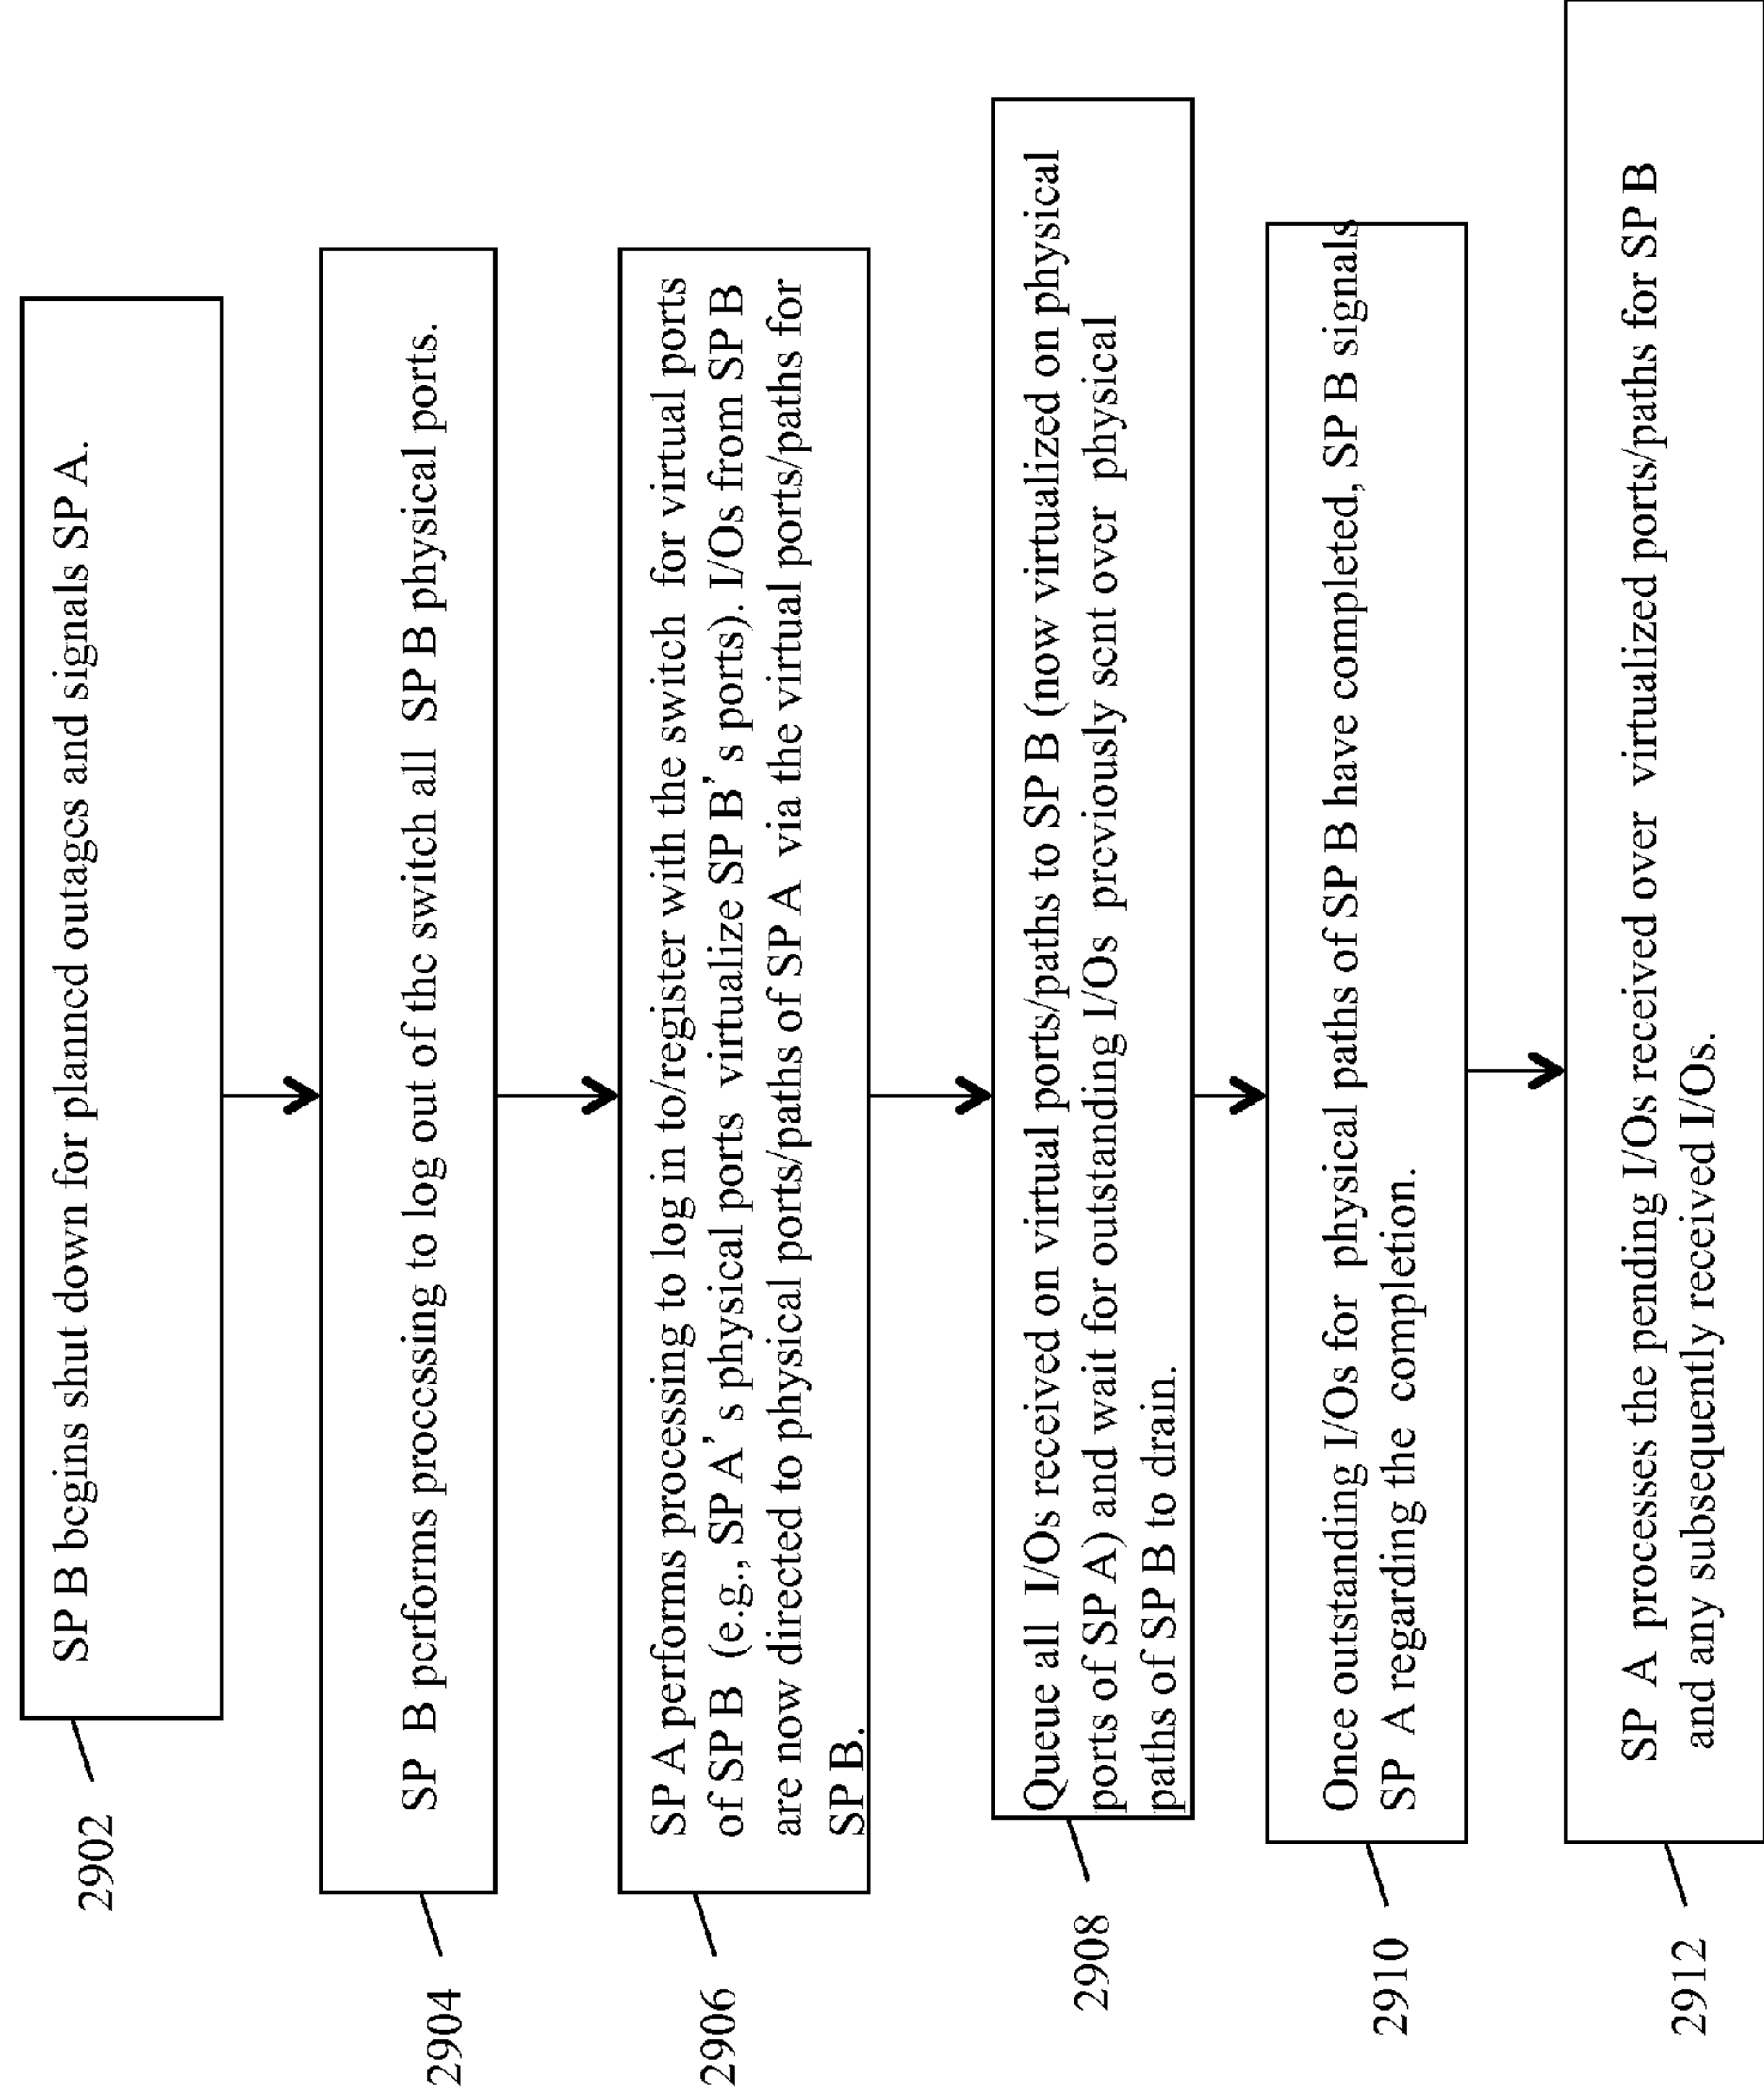 2902
SP B begins shut down for planned outages and signals SP A.
2904
SP B performs processing to log out of the switch all SP B physical ports.
2906
SP A performs processing to log in to/register with the switch for virtual ports
of SP B (e.g., SP A's physical ports virtualize SP B's ports). I/Os from SP B
are now directed to physical ports/paths of SP A via the virtual ports/paths for
SP B.
2908
Queue all I/Os received on virtual ports/paths to SP B (now virtualized on physical
ports of SP A) and wait for outstanding I/Os previously sent over physical
paths of SP B to drain.
2910
Once outstanding I/Os for physical paths of SP B have completed, SP B signals
SP A regarding the completion.
2912
SP A processes the pending I/Os received over virtualized ports/paths for SP B
and any subsequently received I/Os.